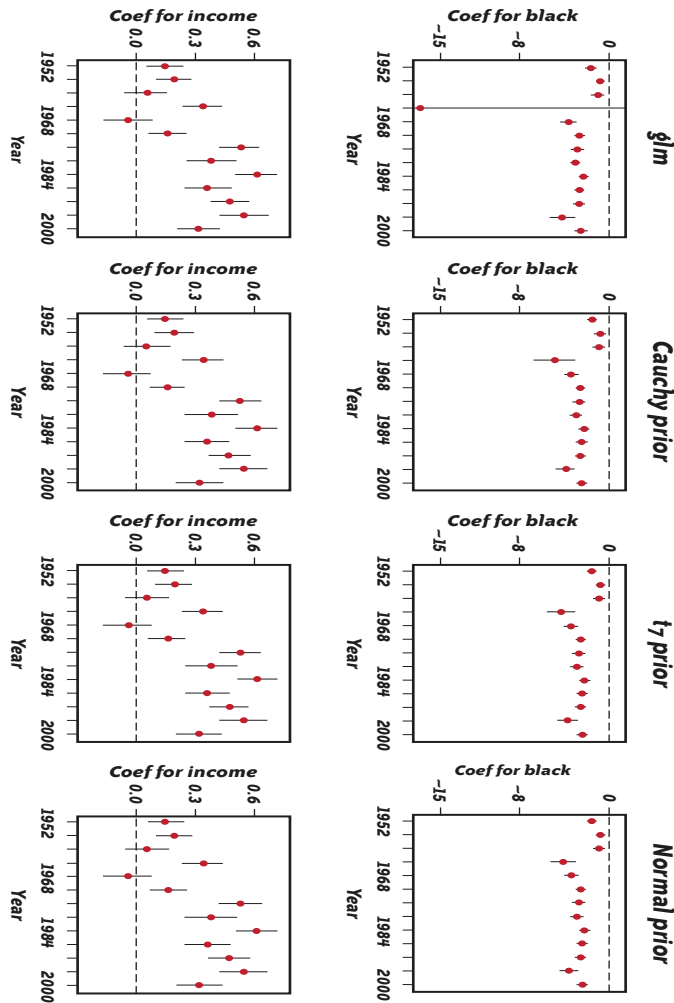 glm Cauchy prior t₇ prior Normal prior
Coef for black
0
−8
−15
1952 1968 1984 2000
Year
Coef for black
0
−8
−15
1952 1968 1984 2000
Year
Coef for black
0
−8
−15
1952 1968 1984 2000
Year
Coef for black
0
−8
−15
1952 1968 1984 2000
Year
Coef for income
0.6
0.3
0.0
1952 1968 1984 2000
Year
Coef for income
0.6
0.3
0.0
1952 1968 1984 2000
Year
Coef for income
0.6
0.3
0.0
1952 1968 1984 2000
Year
Coef for income
0.6
0.3
0.0
1952 1968 1984 2000
Year